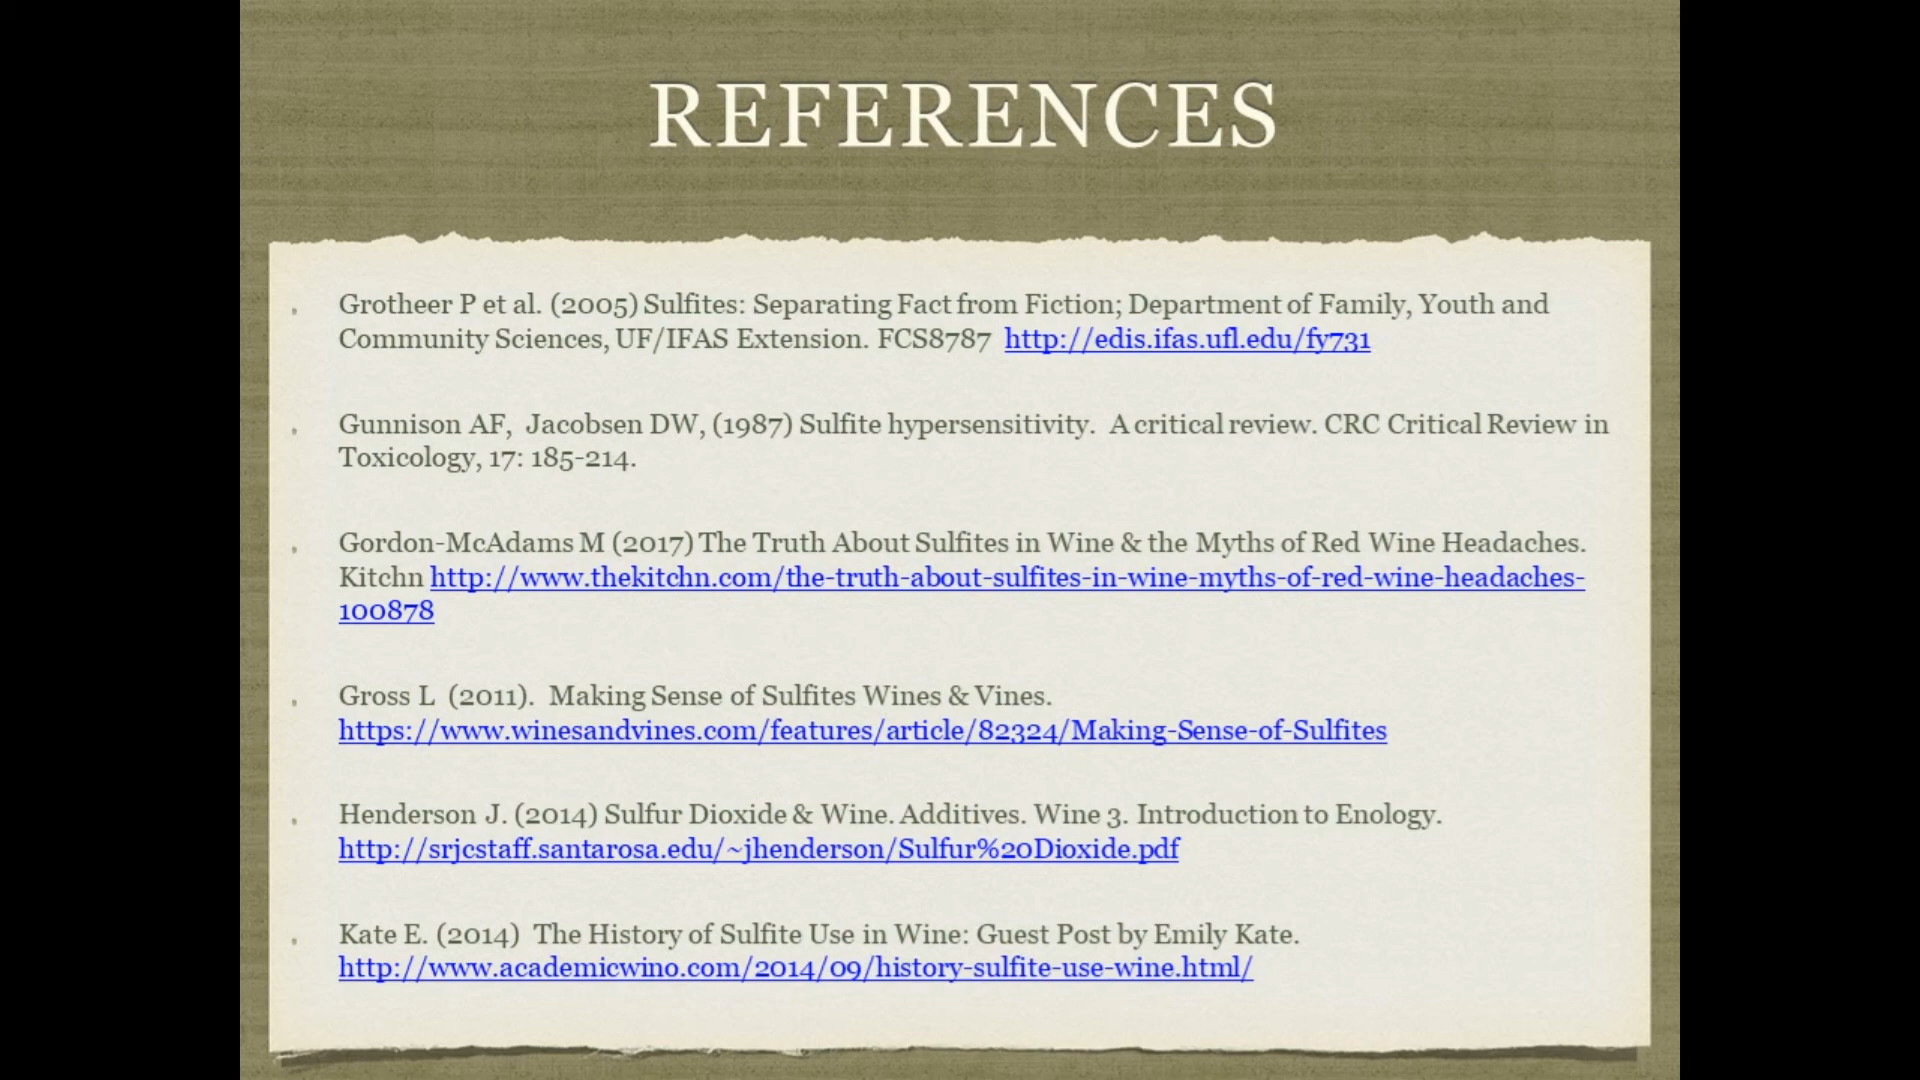 REFERENCES
Grotheer P et al. (2005) Sulfites: Separating Fact from Fiction; Department of Family, Youth and
Community Sciences, UF/IFAS Extension. FCS8787 http://edis.ifas.ufl.edu/fy731
Gunnison AF, Jacobsen DW, (1987) Sulfite hypersensitivity. A critical review. CRC Critical Review in
Toxicology, 17: 185-214.
Gordon-McAdams M (2017) The Truth About Sulfites in Wine & the Myths of Red Wine Headaches.
Kitchn http://www.thekitchn.com/the-truth-about-sulfites-in-wine-myths-of-red-wine-headaches-
100878
Gross L (2011). Making Sense of Sulfites Wines & Vines.
https://www.winesandvines.com/features/article/82324/Making-Sense-of-Sulfites
Henderson J. (2014) Sulfur Dioxide & Wine. Additives. Wine 3. Introduction to Enology.
http://srjcstaff.santarosa.edu/~jhenderson/Sulfur%20Dioxide.pdf
Kate E. (2014) The History of Sulfite Use in Wine: Guest Post by Emily Kate.
http://www.academicwino.com/2014/09/history-sulfite-use-wine.html/